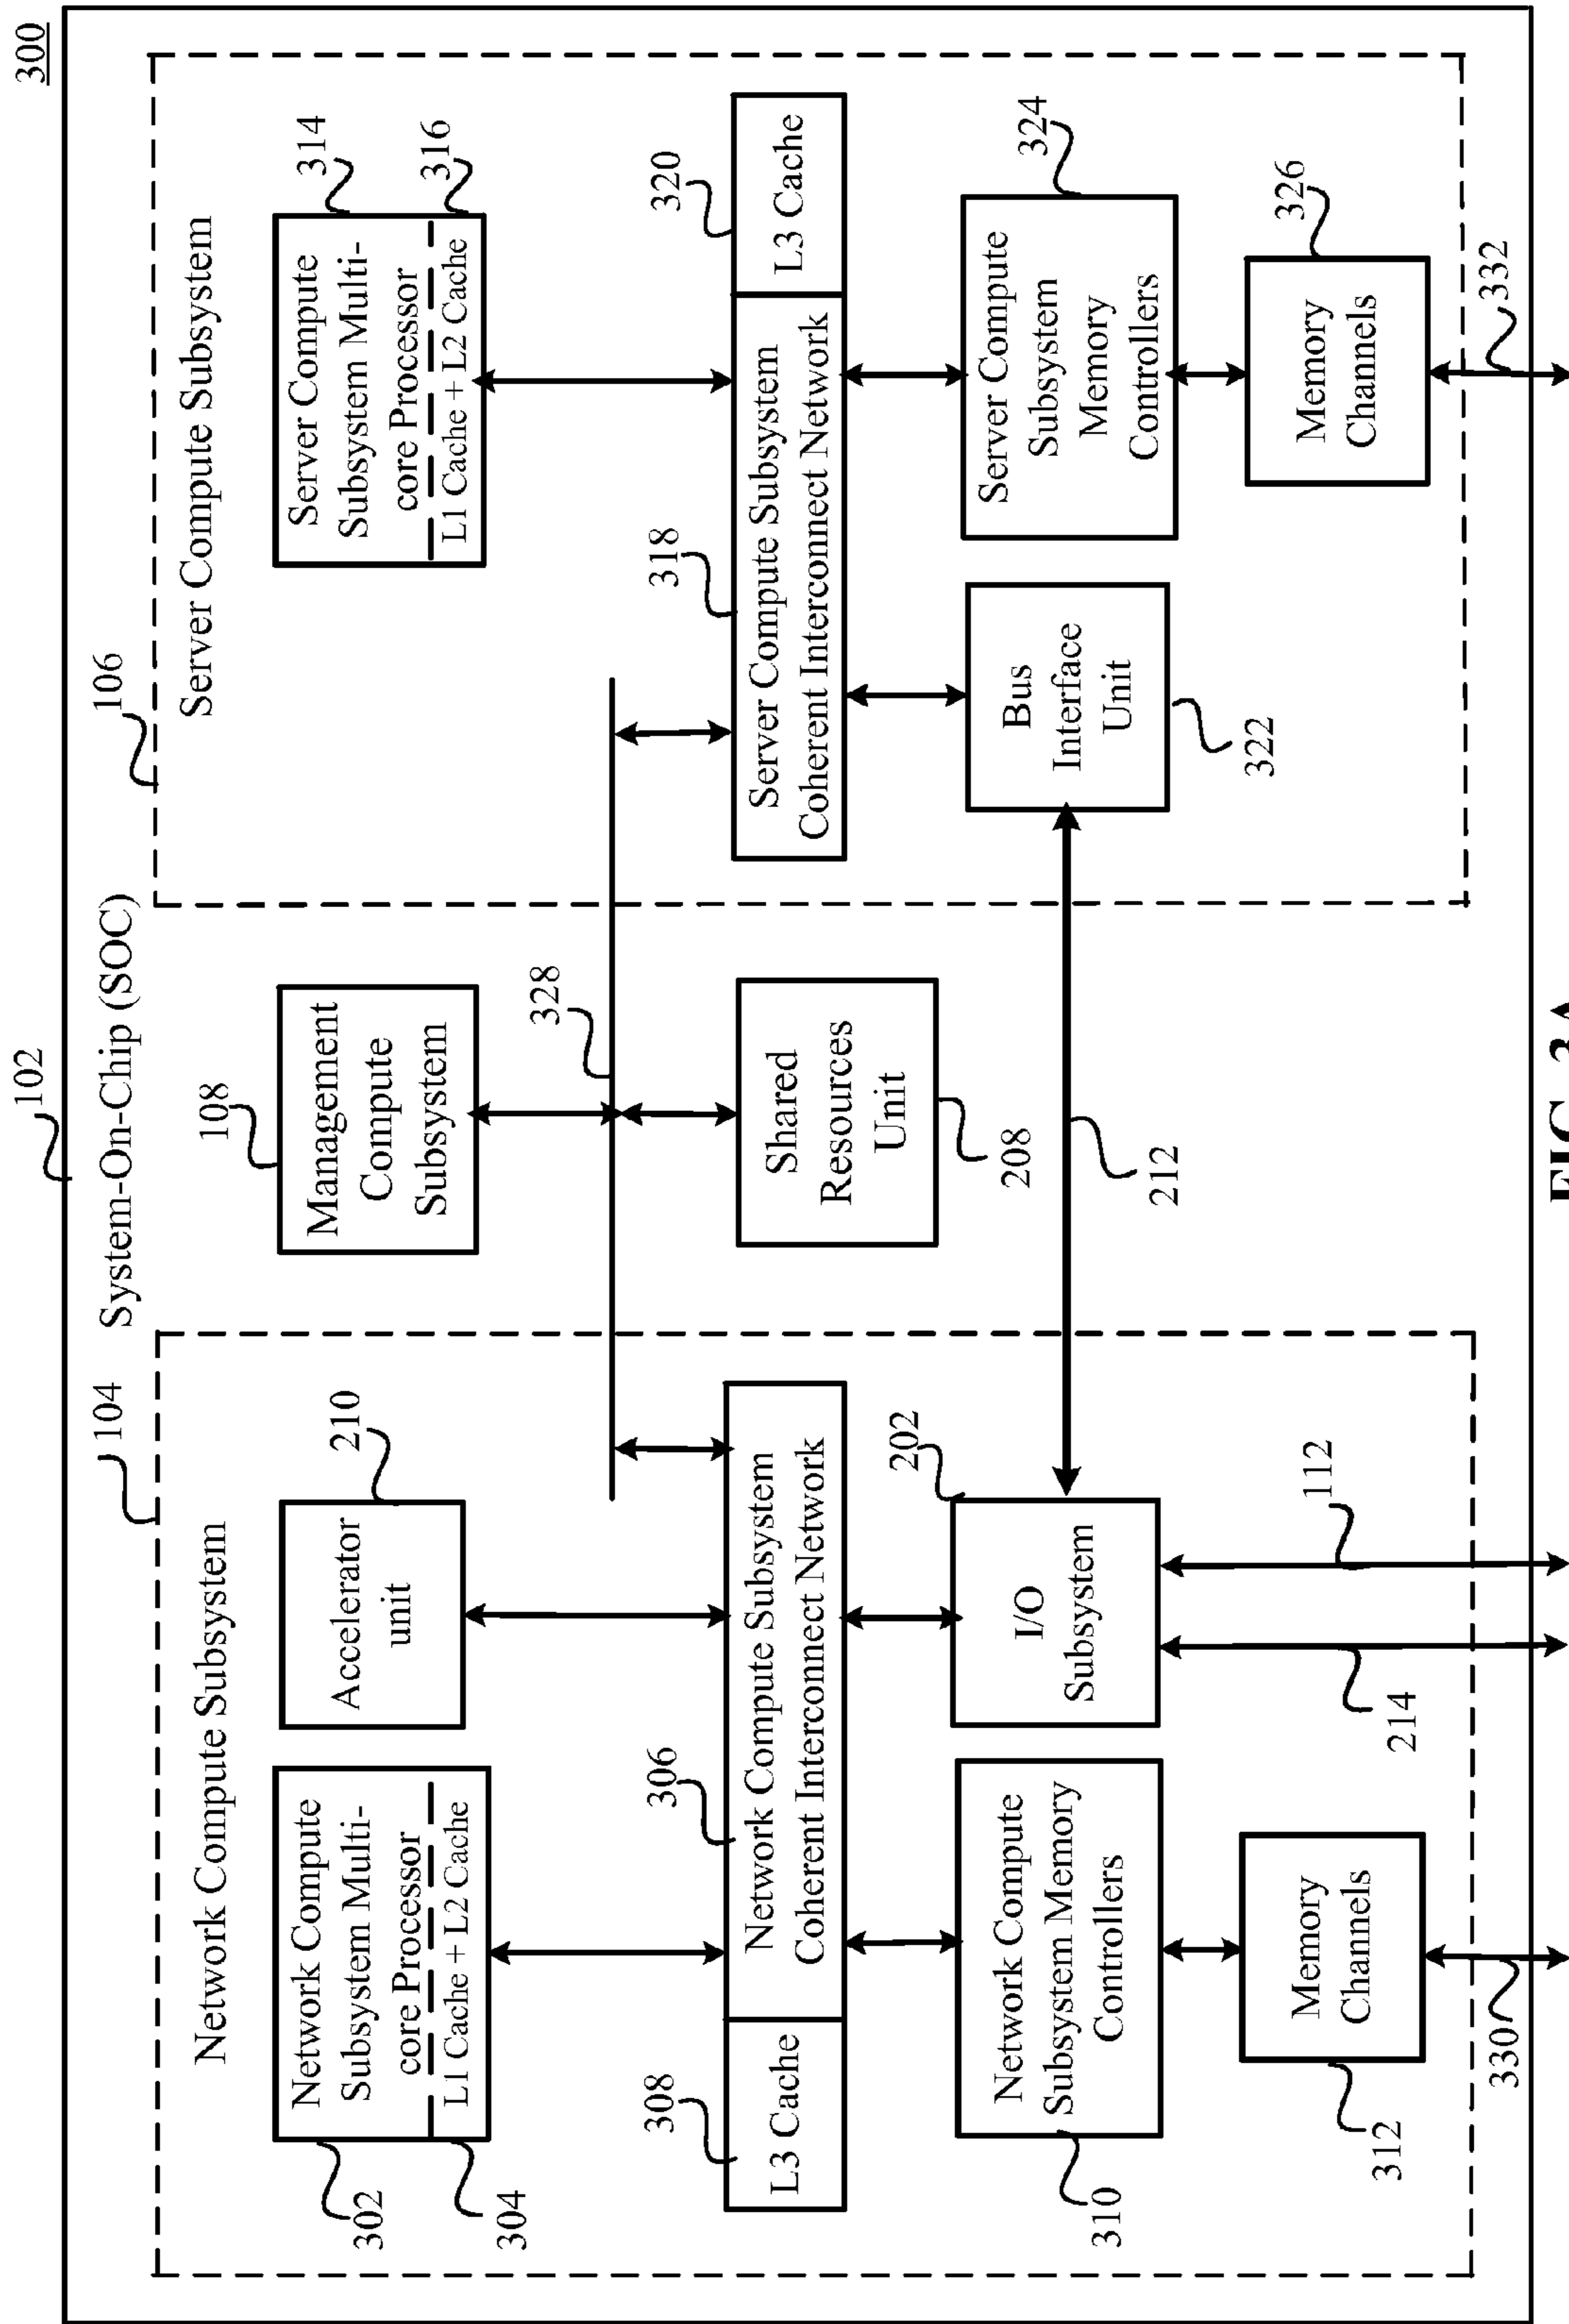 300
102
System-On-Chip (SOC)
104
Network Compute Subsystem
302
Network Compute
Subsystem Multi-
core Processor
304
L1 Cache + L2 Cache
210
Accelerator
unit
308
L3 Cache
306
Network Compute Subsystem
Coherent Interconnect Network
310
Network Compute
Subsystem Memory
Controllers
202
I/O
Subsystem
312
Memory
Channels
330
214
112
108
Management
Compute
Subsystem
328
Shared
Resources
Unit
208
212
106
Server Compute Subsystem
314
Server Compute
Subsystem Multi-
core Processor
316
L1 Cache + L2 Cache
318
Server Compute Subsystem
Coherent Interconnect Network
320
L3 Cache
Bus
Interface
Unit
322
324
Server Compute
Subsystem
Memory
Controllers
326
Memory
Channels
332
FIG. 3A